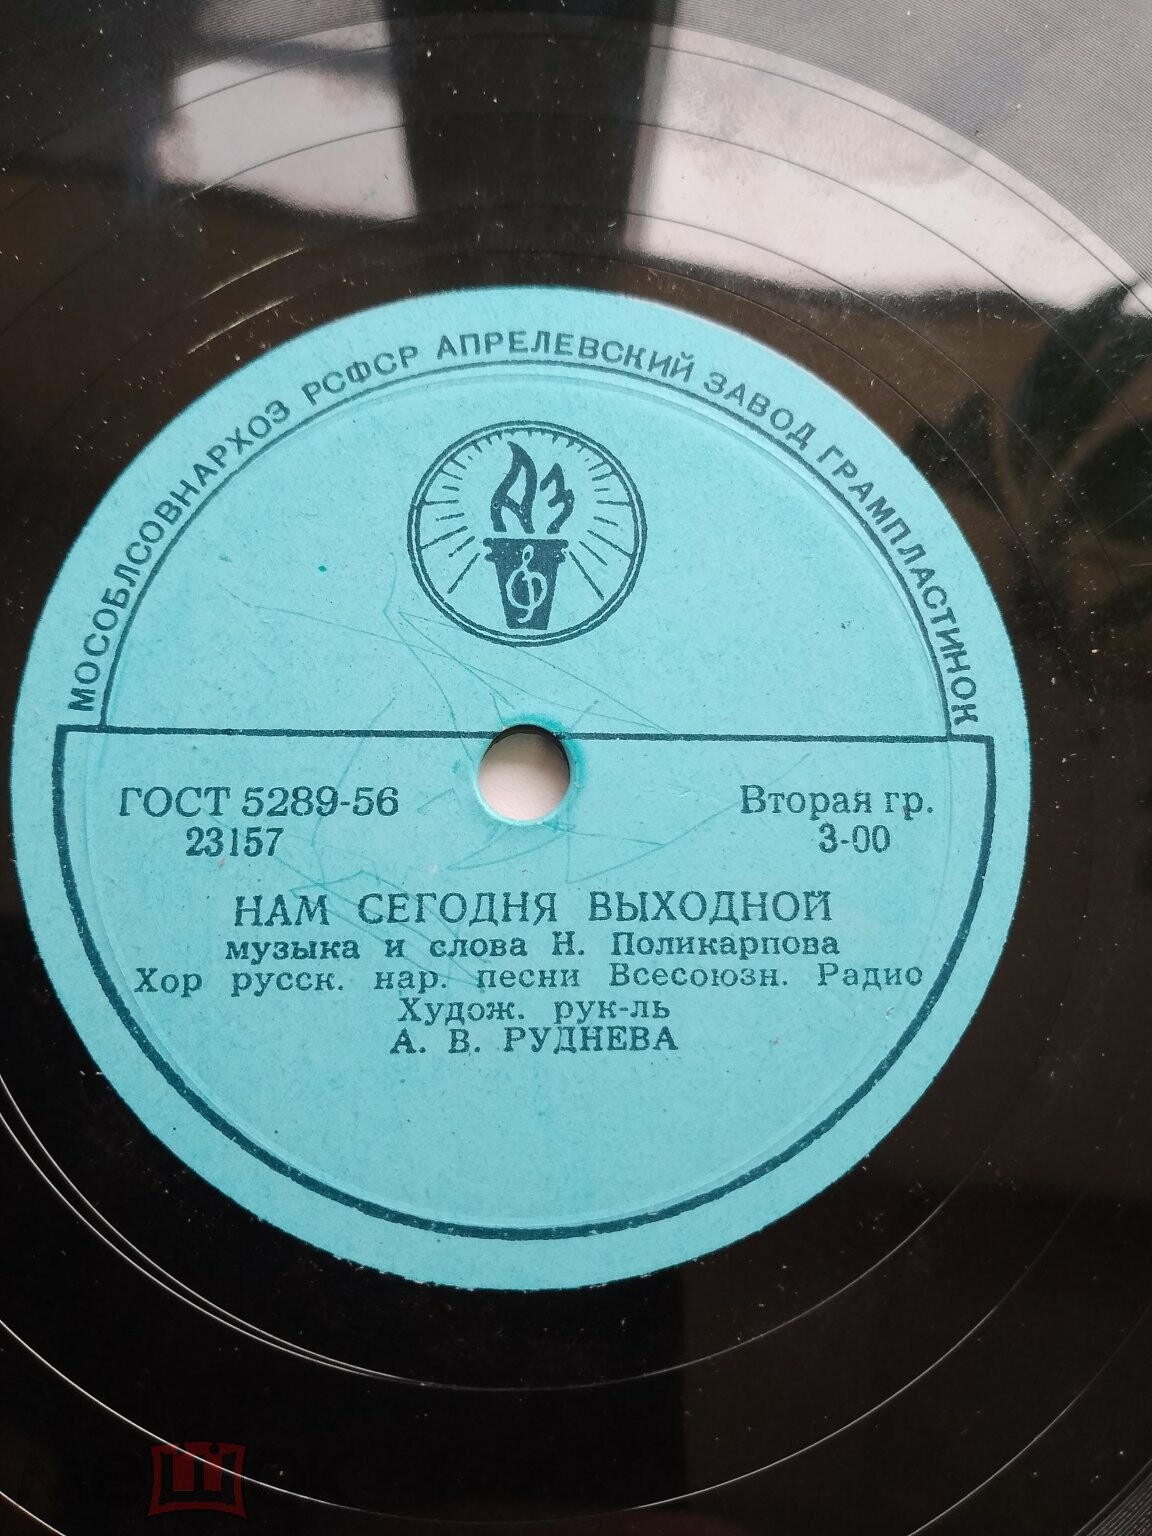 МОСОБЛСОВНАРХОЗ РСФСР АПРЕЛЕВСКИЙ ЗАВОД ГРАМПЛАСТИНОК
АЗ
ГОСТ 5289-56
23157
Вторая гр.
3-00
НАМ СЕГОДНЯ ВЫХОДНОЙ
музыка и слова Н. Поликарпова
Хор русск. нар. песни Всесоюзн. Радио
Худож. рук-ль
А. В. РУДНЕВА